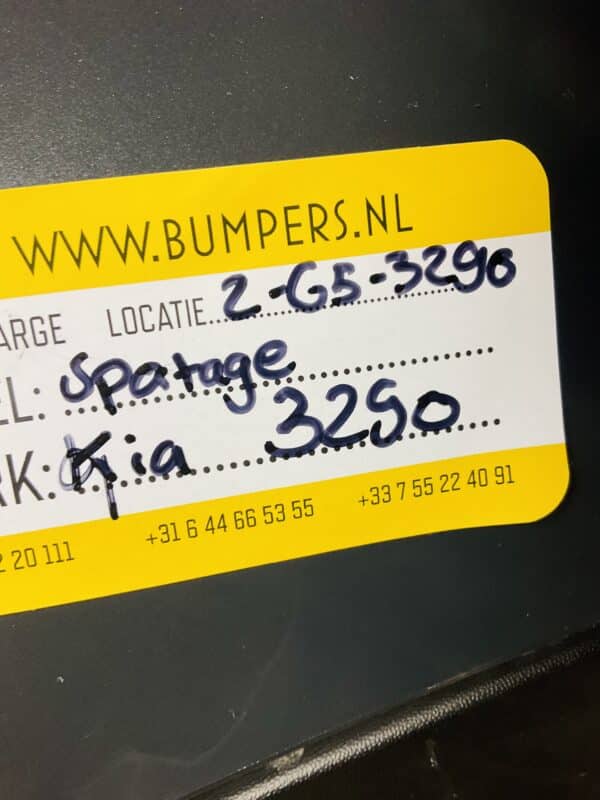 WWW.BUMPERS.NL
ARGE LOCATIE 2-G5-3290
EL: Spatage
RK: Kia 3290
2 20 111 +31 6 44 66 53 55 +33 7 55 22 40 91